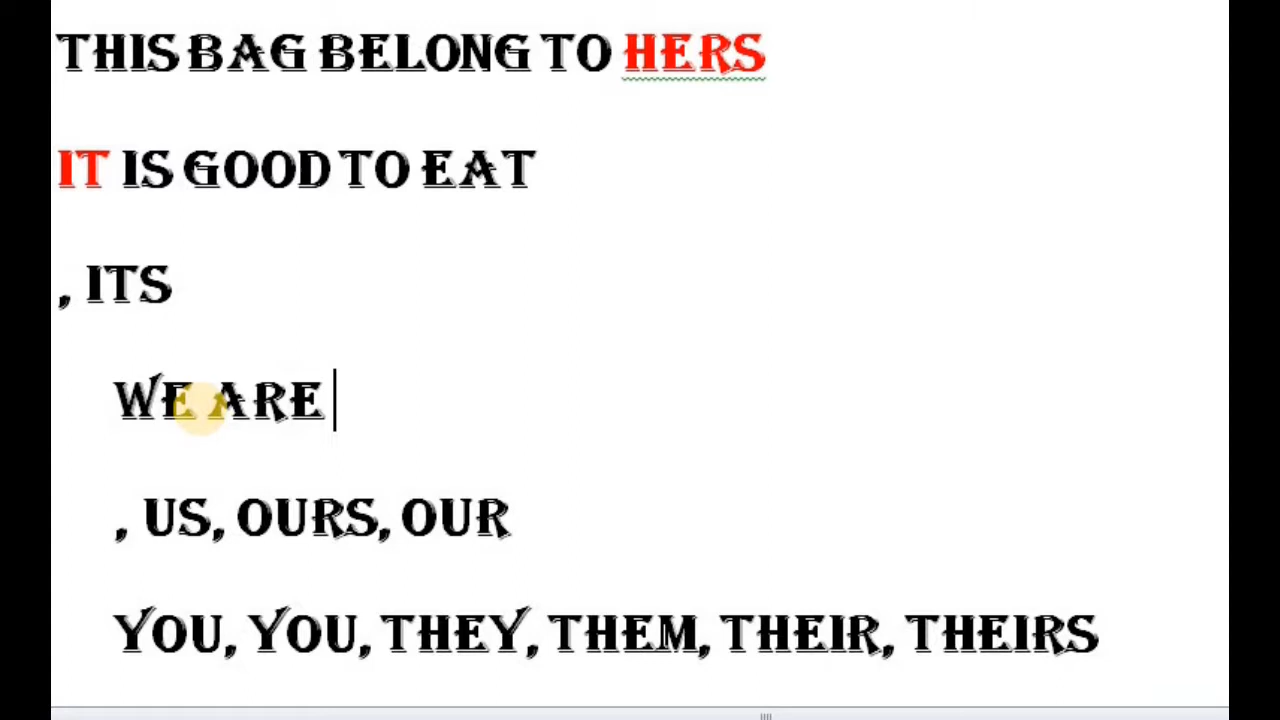 THIS BAG BELONG TO HERS
IT IS GOOD TO EAT
, ITS
WE ARE
, US, OURS, OUR
YOU, YOU, THEY, THEM, THEIR, THEIRS